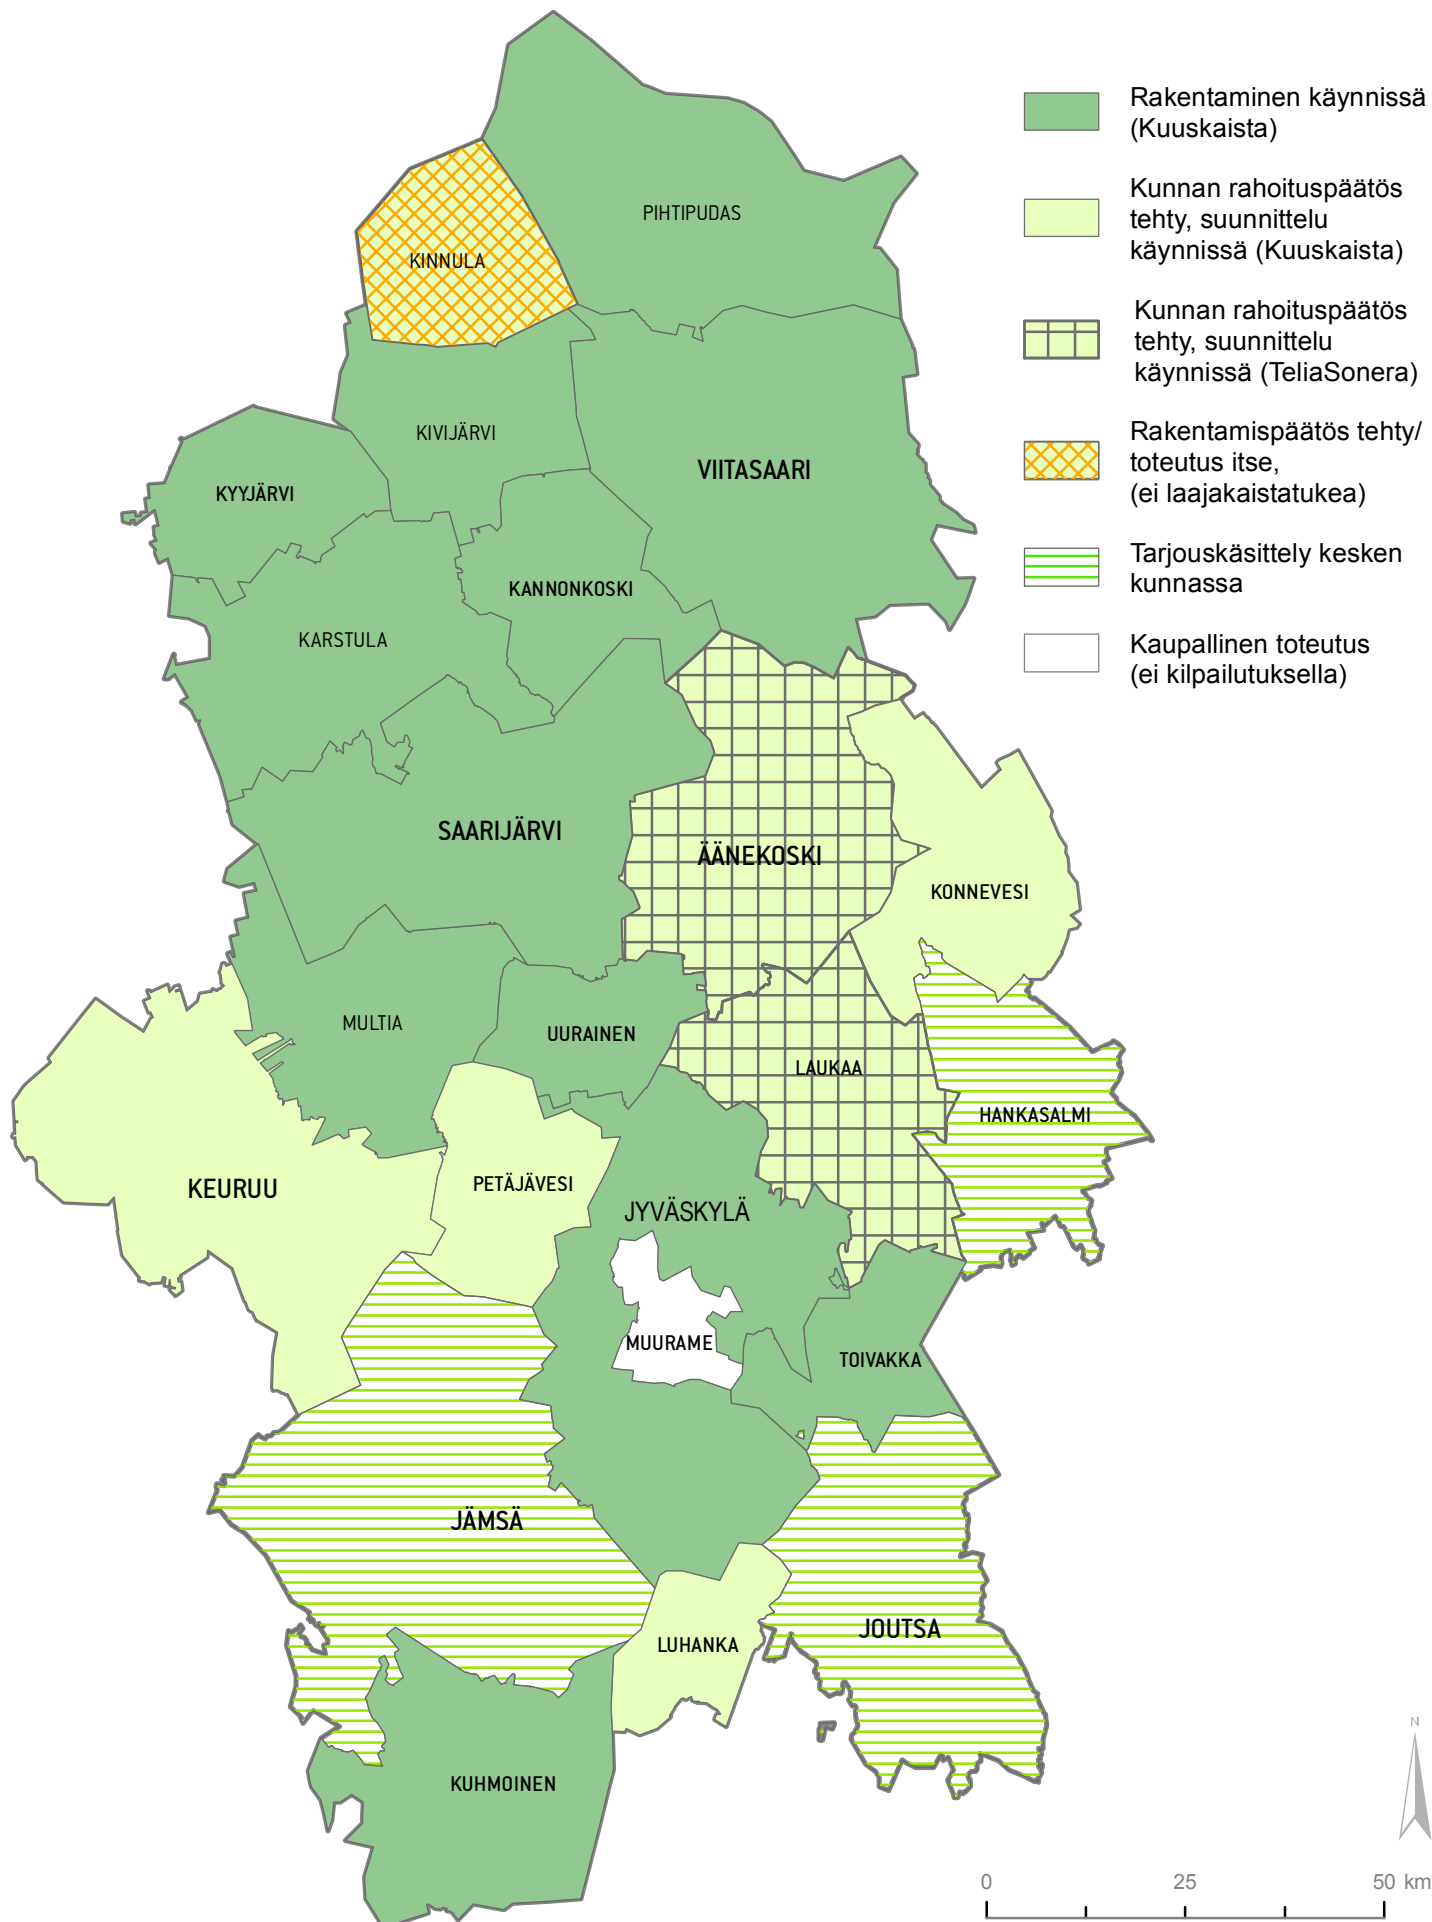 Rakentaminen käynnissä
(Kuuskaista)
Kunnan rahoituspäätös
tehty, suunnittelu
käynnissä (Kuuskaista)
Kunnan rahoituspäätös
tehty, suunnittelu
käynnissä (TeliaSonera)
Rakentamispäätös tehty/
toteutus itse,
(ei laajakaistatukea)
Tarjouskäsittely kesken
kunnassa
Kaupallinen toteutus
(ei kilpailutuksella)
PIHTIPUDAS
KINNULA
KIVIJÄRVI
VIITASAARI
KYYJÄRVI
KANNONKOSKI
KARSTULA
SAARIJÄRVI
ÄÄNEKOSKI
KONNEVESI
MULTIA
UURAINEN
LAUKAA
HANKASALMI
KEURUU
PETÄJÄVESI
JYVÄSKYLÄ
MUURAME
TOIVAKKA
JÄMSÄ
JOUTSA
LUHANKA
KUHMOINEN
N
0 25 50 km